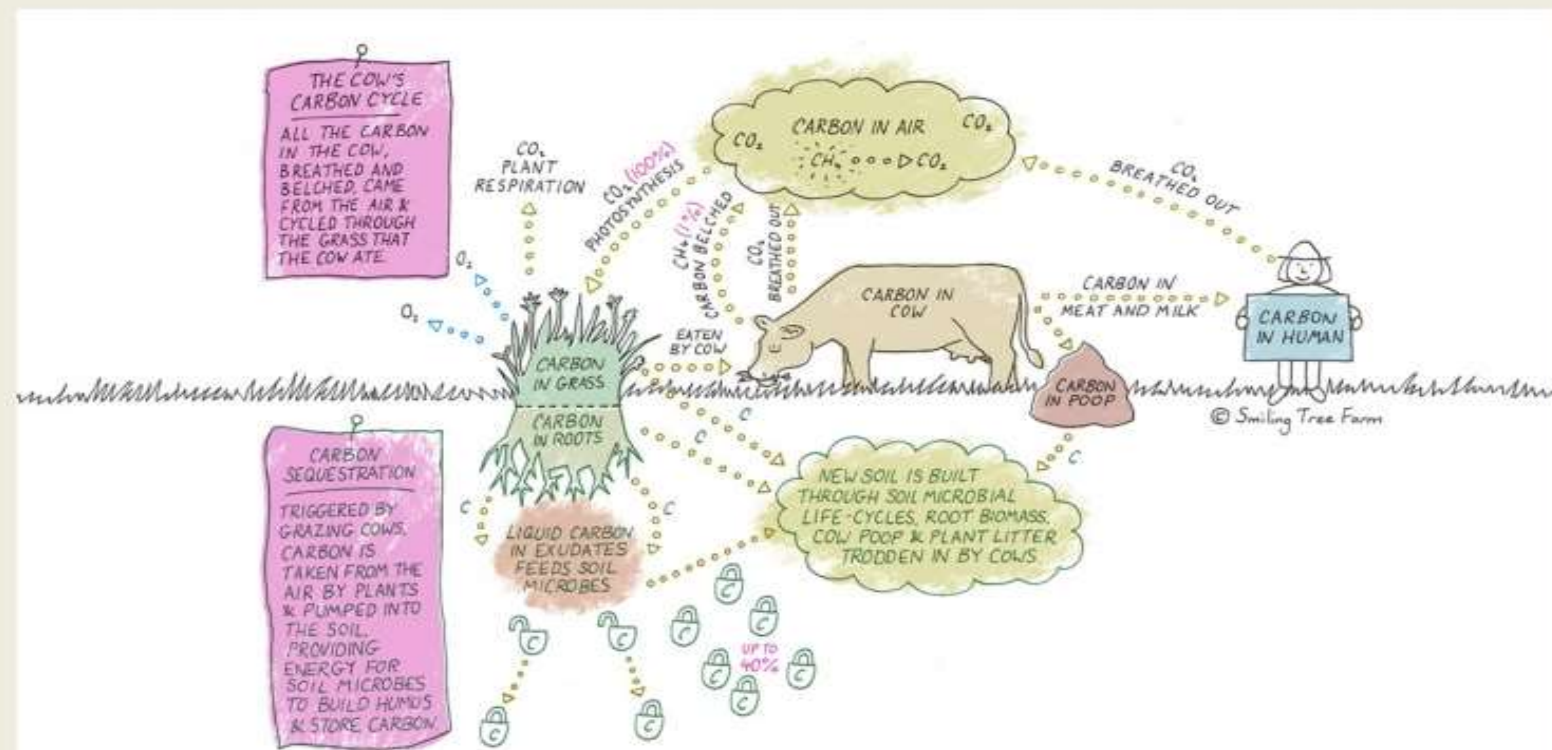 THE COW'S
CARBON CYCLE
ALL THE CARBON
IN THE COW,
BREATHED AND
BELCHED, CAME
FROM THE AIR &
CYCLED THROUGH
THE GRASS THAT
THE COW ATE.
CO₂
PLANT
RESPIRATION
O₂
O₂
CO₂ (100%)
PHOTOSYNTHESIS
CARBON IN AIR
CO₂
CO₂
CH₄
CO₂
CH₄ (1%)
CARBON BELCHED
CO₂
BREATHED OUT
CO₂
BREATHED OUT
EATEN
BY COW
CARBON IN
COW
CARBON IN
MEAT AND MILK
CARBON
IN HUMAN
CARBON
IN POOP
© Smiling Tree Farm
CARBON
IN GRASS
CARBON
IN ROOTS
C
C
C
C
C
LIQUID CARBON
IN EXUDATES
FEEDS SOIL
MICROBES
NEW SOIL IS BUILT
THROUGH SOIL MICROBIAL
LIFE-CYCLES, ROOT BIOMASS,
COW POOP & PLANT LITTER
TRODDEN IN BY COWS
CARBON
SEQUESTRATION
TRIGGERED BY
GRAZING COWS.
CARBON IS
TAKEN FROM THE
AIR BY PLANTS
& PUMPED INTO
THE SOIL,
PROVIDING
ENERGY FOR
SOIL MICROBES
TO BUILD HUMUS
& STORE CARBON.
C
C
C
C
C
C
C
C
C
C
UP TO
40%